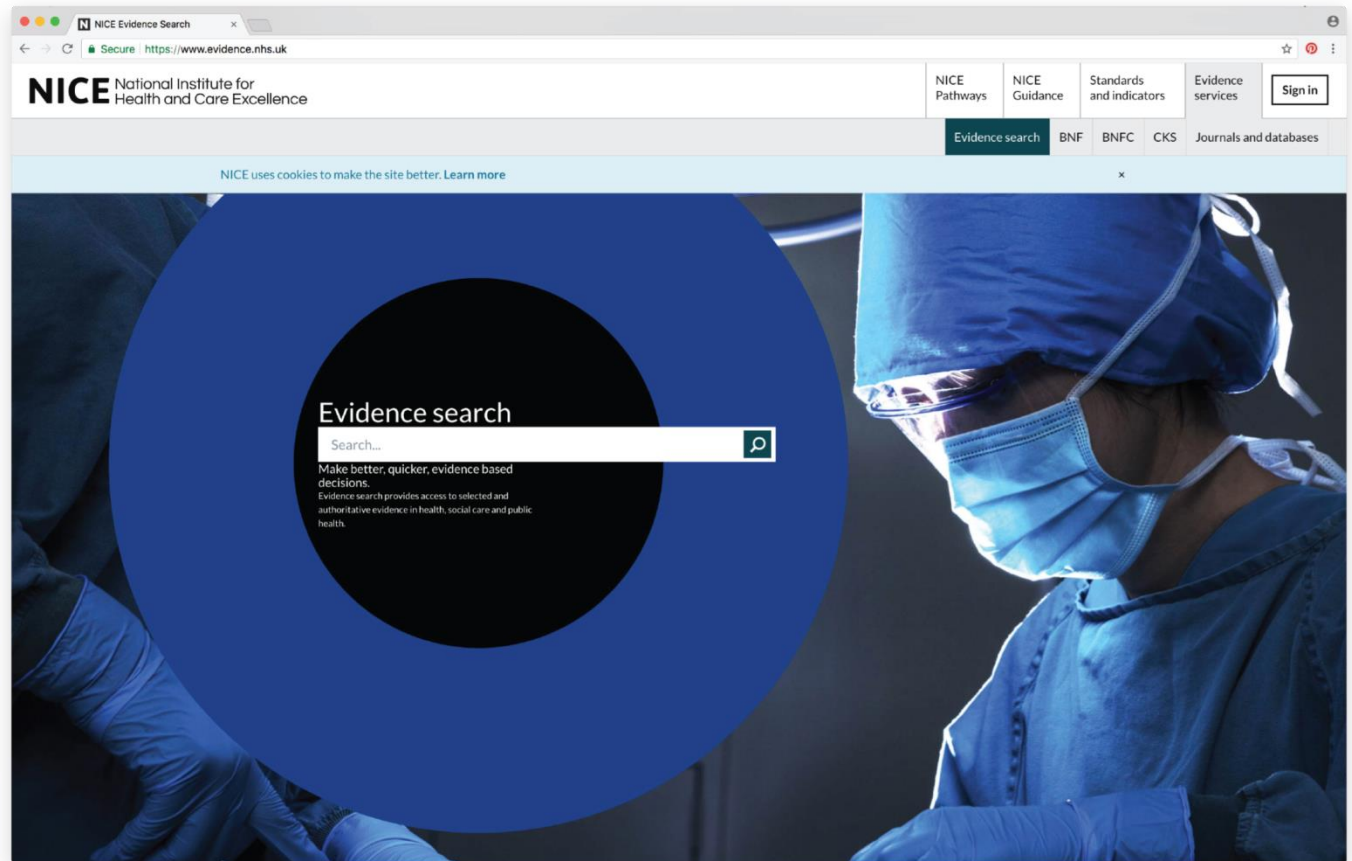 NICE Evidence Search
Secure https://www.evidence.nhs.uk
NICE National Institute for
Health and Care Excellence
NICE
Pathways
NICE
Guidance
Standards
and indicators
Evidence
services
Sign in
Evidence search BNF BNFC CKS Journals and databases
NICE uses cookies to make the site better. Learn more
Evidence search
Search...
Make better, quicker, evidence based
decisions.
Evidence search provides access to selected and
authoritative evidence in health, social care and public
health.